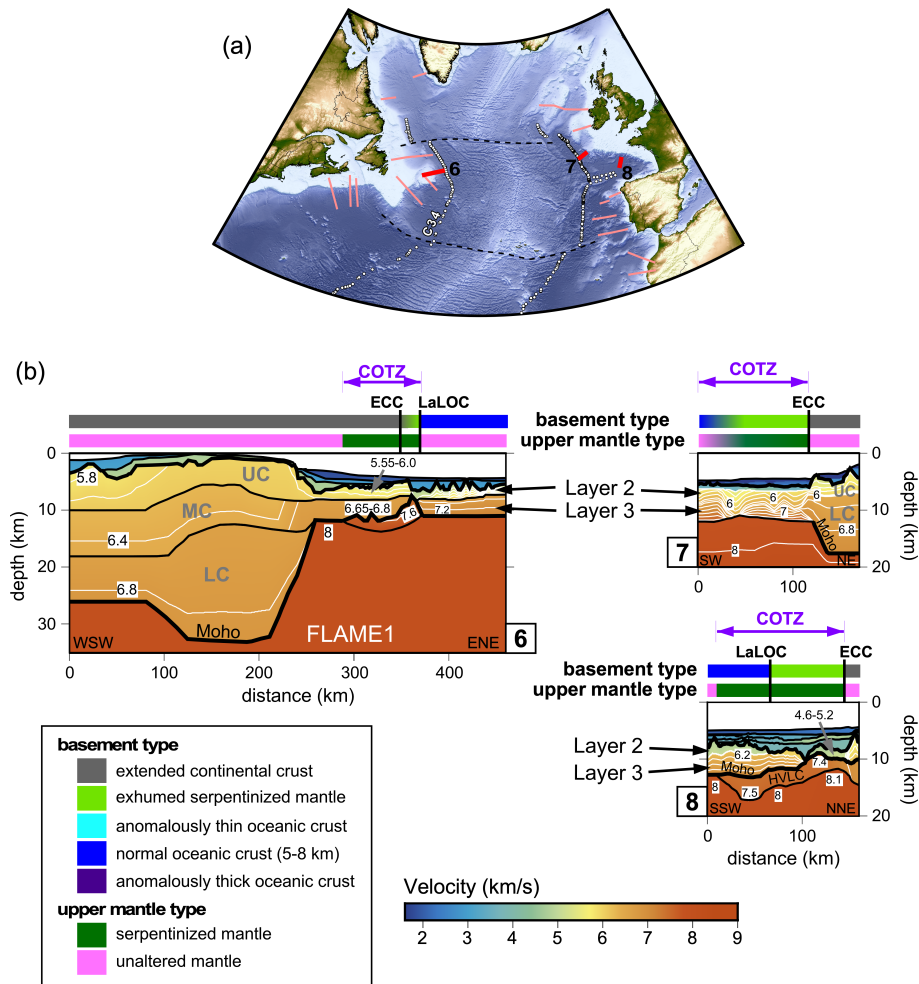 (a)
6
7
8
C34
(b)
COTZ
ECC LaLOC
basement type
upper mantle type
COTZ
ECC
0
10
20
30
depth (km)
5.8
UC
5.55-6.0
MC
6.65-6.8
7.6
7.2
6.4
8
LC
6.8
Moho
FLAME1
WSW
ENE
6
0 100 200 300 400
distance (km)
Layer 2
Layer 3
6 6 7 6
UC
LC
6.8
Moho
8
7
SW
NE
0 100
0
10
20
depth (km)
COTZ
LaLOC ECC
basement type
upper mantle type
4.6-5.2
Layer 2
Layer 3
6.2
Moho
7.4
HVLC
8 7.5 8 8.1
8
SSW
NNE
0
10
20
depth (km)
0 100
distance (km)
basement type
extended continental crust
exhumed serpentinized mantle
anomalously thin oceanic crust
normal oceanic crust (5-8 km)
anomalously thick oceanic crust
upper mantle type
serpentinized mantle
unaltered mantle
Velocity (km/s)
2 3 4 5 6 7 8 9